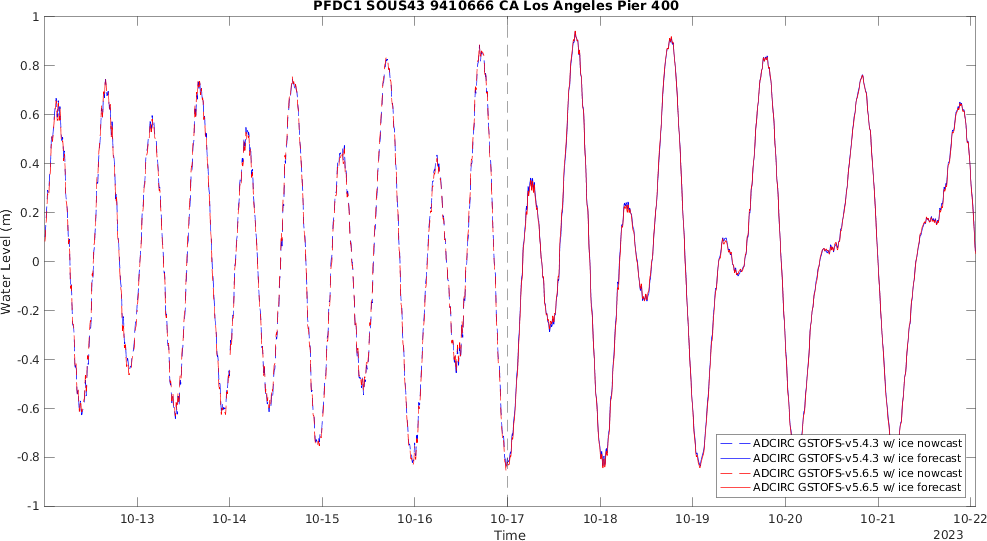 PFDC1 SOUS43 9410666 CA Los Angeles Pier 400
Water Level (m)
1
0.8
0.6
0.4
0.2
0
-0.2
-0.4
-0.6
-0.8
-1
10-13 10-14 10-15 10-16 10-17 10-18 10-19 10-20 10-21 10-22
Time
2023
ADCIRC GSTOFS-v5.4.3 w/ ice nowcast
ADCIRC GSTOFS-v5.4.3 w/ ice forecast
ADCIRC GSTOFS-v5.6.5 w/ ice nowcast
ADCIRC GSTOFS-v5.6.5 w/ ice forecast